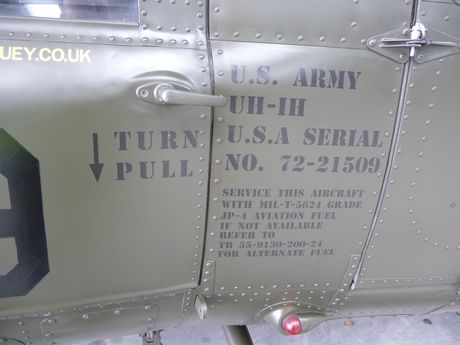 UEY.CO.UK
TURN
PULL
U.S. ARMY
UH-1H
U.S.A SERIAL
NO. 72-21509
SERVICE THIS AIRCRAFT
WITH MIL-T-5624 GRADE
JP-4 AVIATION FUEL
IF NOT AVAILABLE
REFER TO
TB 55-9130-200-24
FOR ALTERNATE FUEL